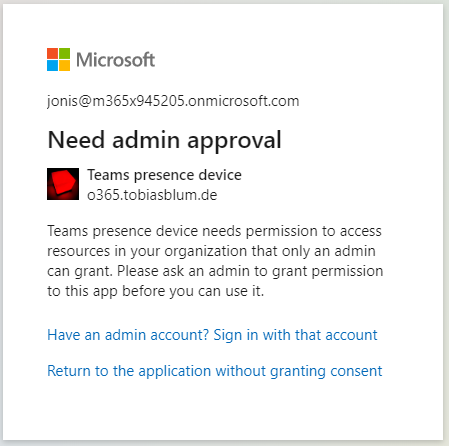 Microsoft
jonis@m365x945205.onmicrosoft.com
Need admin approval
Teams presence device
o365.tobiasblum.de
Teams presence device needs permission to access
resources in your organization that only an admin
can grant. Please ask an admin to grant permission
to this app before you can use it.
Have an admin account? Sign in with that account
Return to the application without granting consent